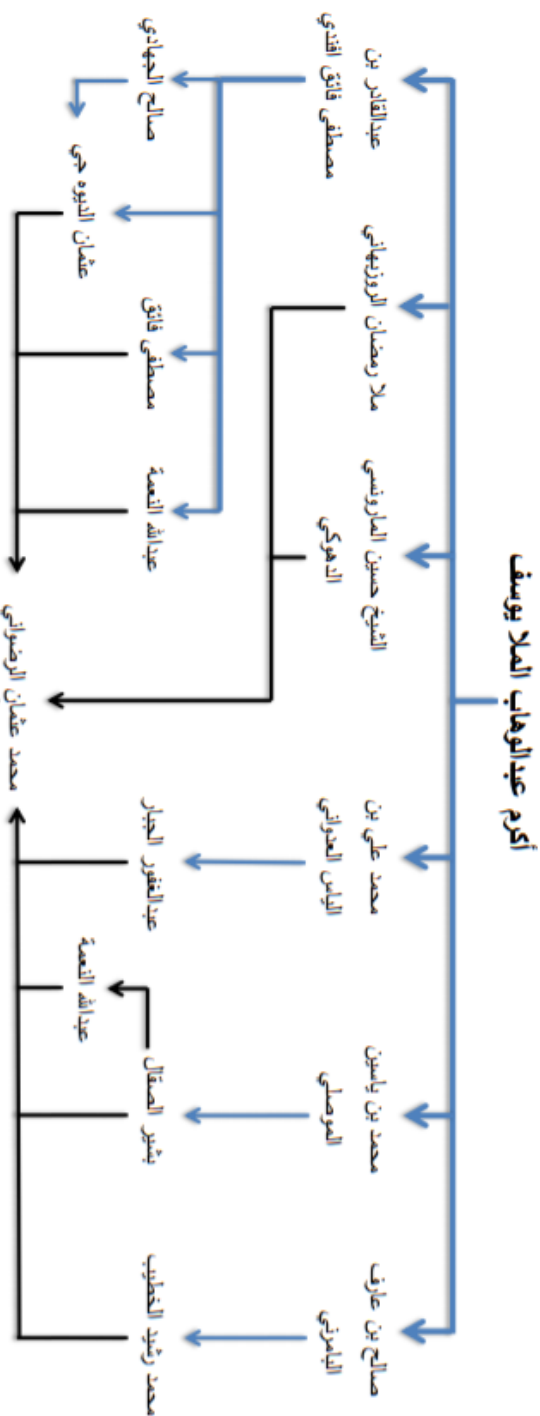 أكرم عبدالوهاب الملا يوسف
صالح بن عارف
البامرني
محمد بن ياسين
الموصلي
محمد علي بن
الياس العدواني
الشيخ حسين المارونسي
الدهوكي
ملا رمضان الروزبهاني
عبدالقادر بن
مصطفى فائق افندي
محمد رشيد الخطيب
بشير الصقال
عبدالغفور الجبار
عبدالله النعمة
مصطفى فائق
صالح الجهادي
عبدالله النعمة
عثمان الديوه جي
محمد عثمان الرضواني